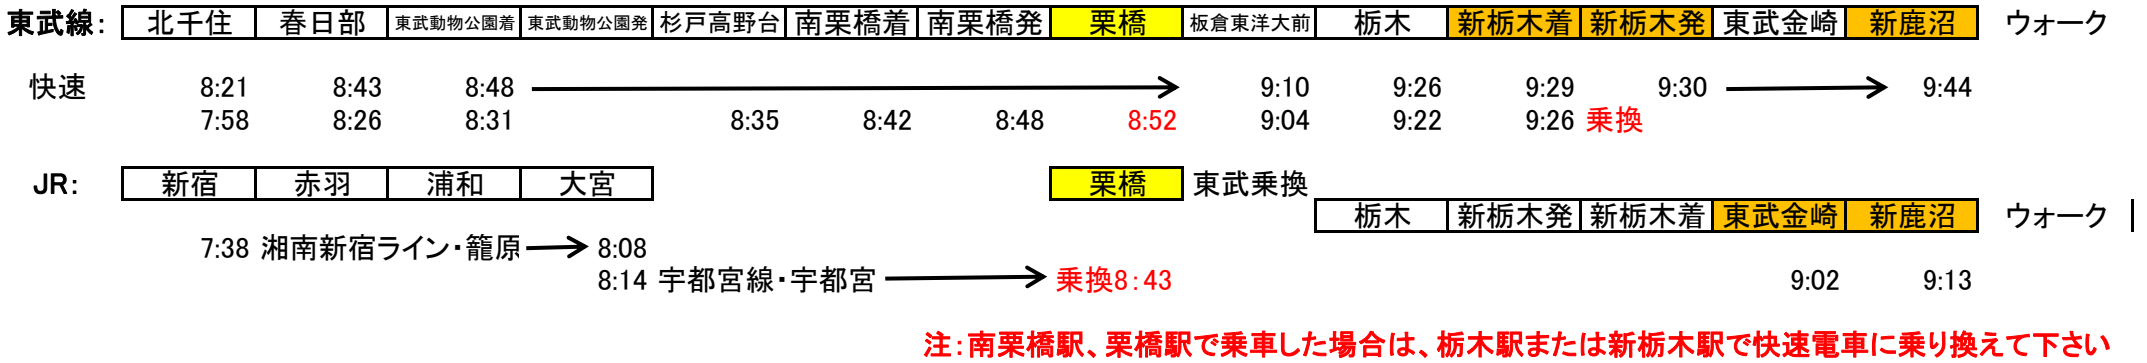 東武線： 北千住 春日部 東武動物公園着 東武動物公園発 杉戸高野台 南栗橋着 南栗橋発 栗橋 板倉東洋大前 栃木 新栃木着 新栃木発 東武金崎 新鹿沼 ウォーク
快速 8:21 8:43 8:48 9:10 9:26 9:29 9:30 9:44
7:58 8:26 8:31 8:35 8:42 8:48 8:52 9:04 9:22 9:26 乗換
JR： 新宿 赤羽 浦和 大宮 栗橋 東武乗換
栃木 新栃木発 新栃木着 東武金崎 新鹿沼 ウォーク
7:38 湘南新宿ライン・籠原 8:08
8:14 宇都宮線・宇都宮 乗換8：43 9:02 9:13
注：南栗橋駅、栗橋駅で乗車した場合は、栃木駅または新栃木駅で快速電車に乗り換えて下さい